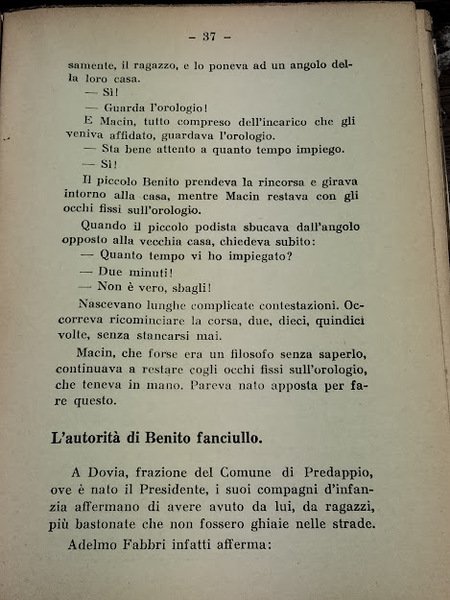 — 37 —
samente, il ragazzo, e lo poneva ad un angolo del-
la loro casa.
— Sì!
— Guarda l'orologio!
E Macin, tutto compreso dell'incarico che gli
veniva affidato, guardava l'orologio.
— Sta bene attento a quanto tempo impiego.
— Sì!
Il piccolo Benito prendeva la rincorsa e girava
intorno alla casa, mentre Macin restava con gli
occhi fissi sull'orologio.
Quando il piccolo podista sbucava dall'angolo
opposto alla vecchia casa, chiedeva subito:
— Quanto tempo vi ho impiegato?
— Due minuti!
— Non è vero, sbagli!
Nascevano lunghe complicate contestazioni. Oc-
correva ricominciare la corsa, due, dieci, quindici
volte, senza stancarsi mai.
Macin, che forse era un filosofo senza saperlo,
continuava a restare cogli occhi fissi sull'orologio,
che teneva in mano. Pareva nato apposta per fa-
re questo.
L'autorità di Benito fanciullo.
A Dovia, frazione del Comune di Predappio,
ove è nato il Presidente, i suoi compagni d'infan-
zia affermano di avere avuto da lui, da ragazzi,
più bastonate che non fossero ghiaie nelle strade.
Adelmo Fabbri infatti afferma: